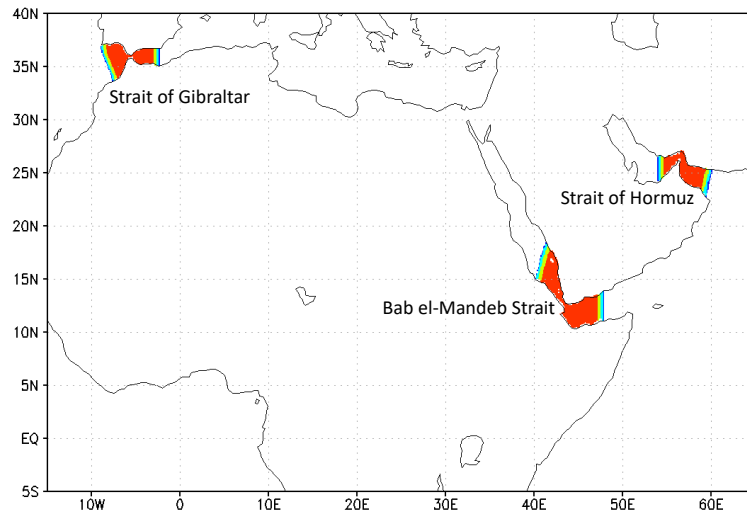 40N
35N
Strait of Gibraltar
30N
25N
Strait of Hormuz
20N
15N
Bab el-Mandeb Strait
10N
5N
EQ
5S
10W 0 10E 20E 30E 40E 50E 60E